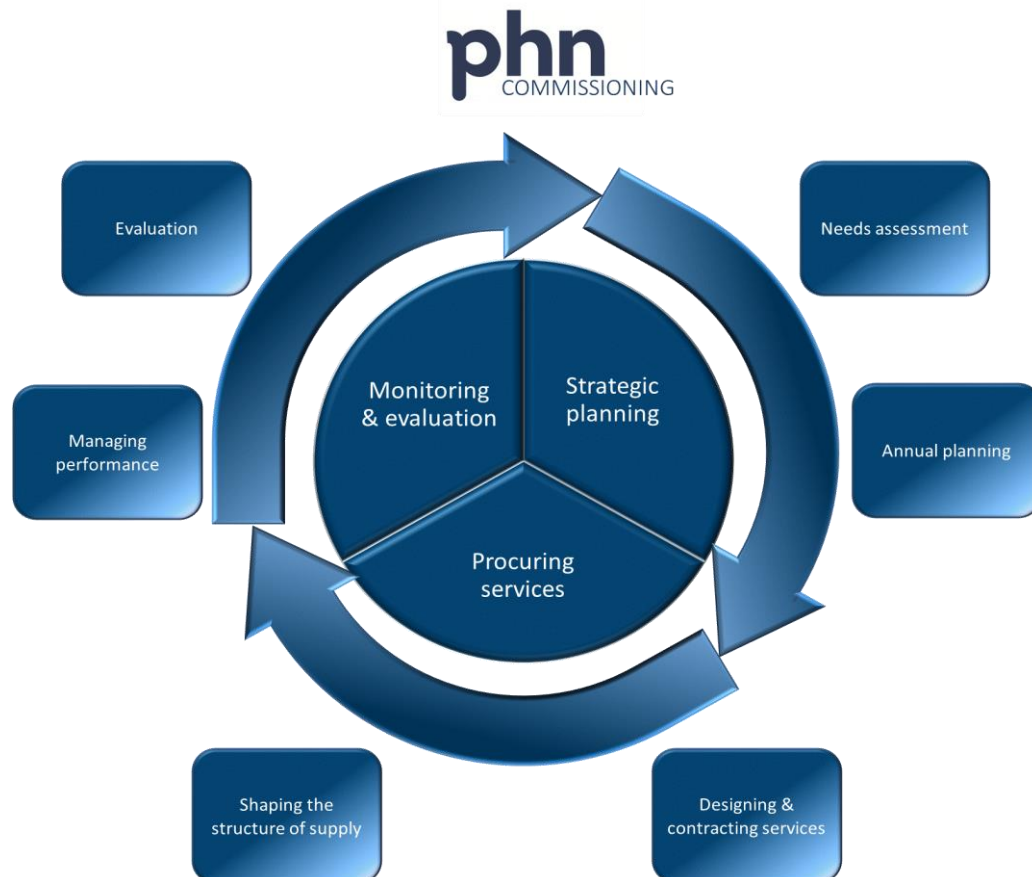 phn
COMMISSIONING
Evaluation
Needs assessment
Monitoring
& evaluation
Strategic
planning
Managing
performance
Annual planning
Procuring
services
Shaping the
structure of supply
Designing &
contracting services